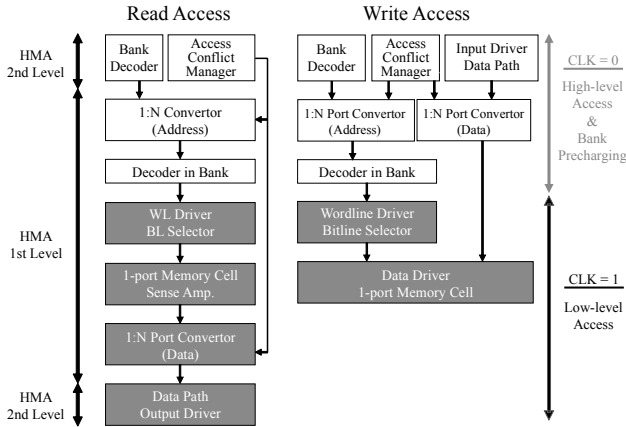 Read Access
Write Access
HMA
2nd Level
Bank
Decoder
Access
Conflict
Manager
Bank
Decoder
Access
Conflict
Manager
Input Driver
Data Path
CLK = 0
High-level
Access
&
Bank
Precharging
1:N Convertor
(Address)
1:N Port Convertor
(Address)
1:N Port Convertor
(Data)
Decoder in Bank
Decoder in Bank
HMA
1st Level
WL Driver
BL Selector
Wordline Driver
Bitline Selector
1-port Memory Cell
Sense Amp.
Data Driver
1-port Memory Cell
CLK = 1
Low-level
Access
1:N Port Convertor
(Data)
HMA
2nd Level
Data Path
Output Driver